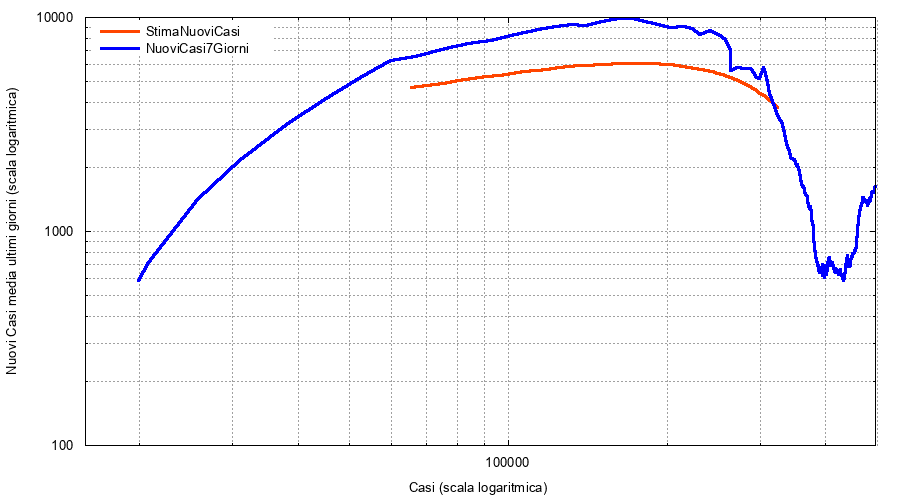 10000
StimaNuoviCasi
NuoviCasi7Giorni
Nuovi Casi media ultimi giorni (scala logaritmica)
1000
100
100000
Casi (scala logaritmica)